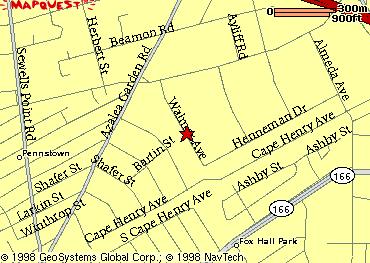 MAPQUEST
0 300m
900ft
Sewells Point Rd
Herbert St
Beamon Rd
Azalea Garden Rd
Ayliff Rd
Almeda Ave
Ave
Bartin St
Henneman Dr
Cape Henry Ave
Ashby St
Ashby St
Pennstown
Shafer St
Shafer St
Larkin St
Winthrop St
Cape Henry Ave
S Cape Henry Ave
166
166
Fox Hall Park
© 1998 GeoSystems Global Corp.; © 1998 NavTech